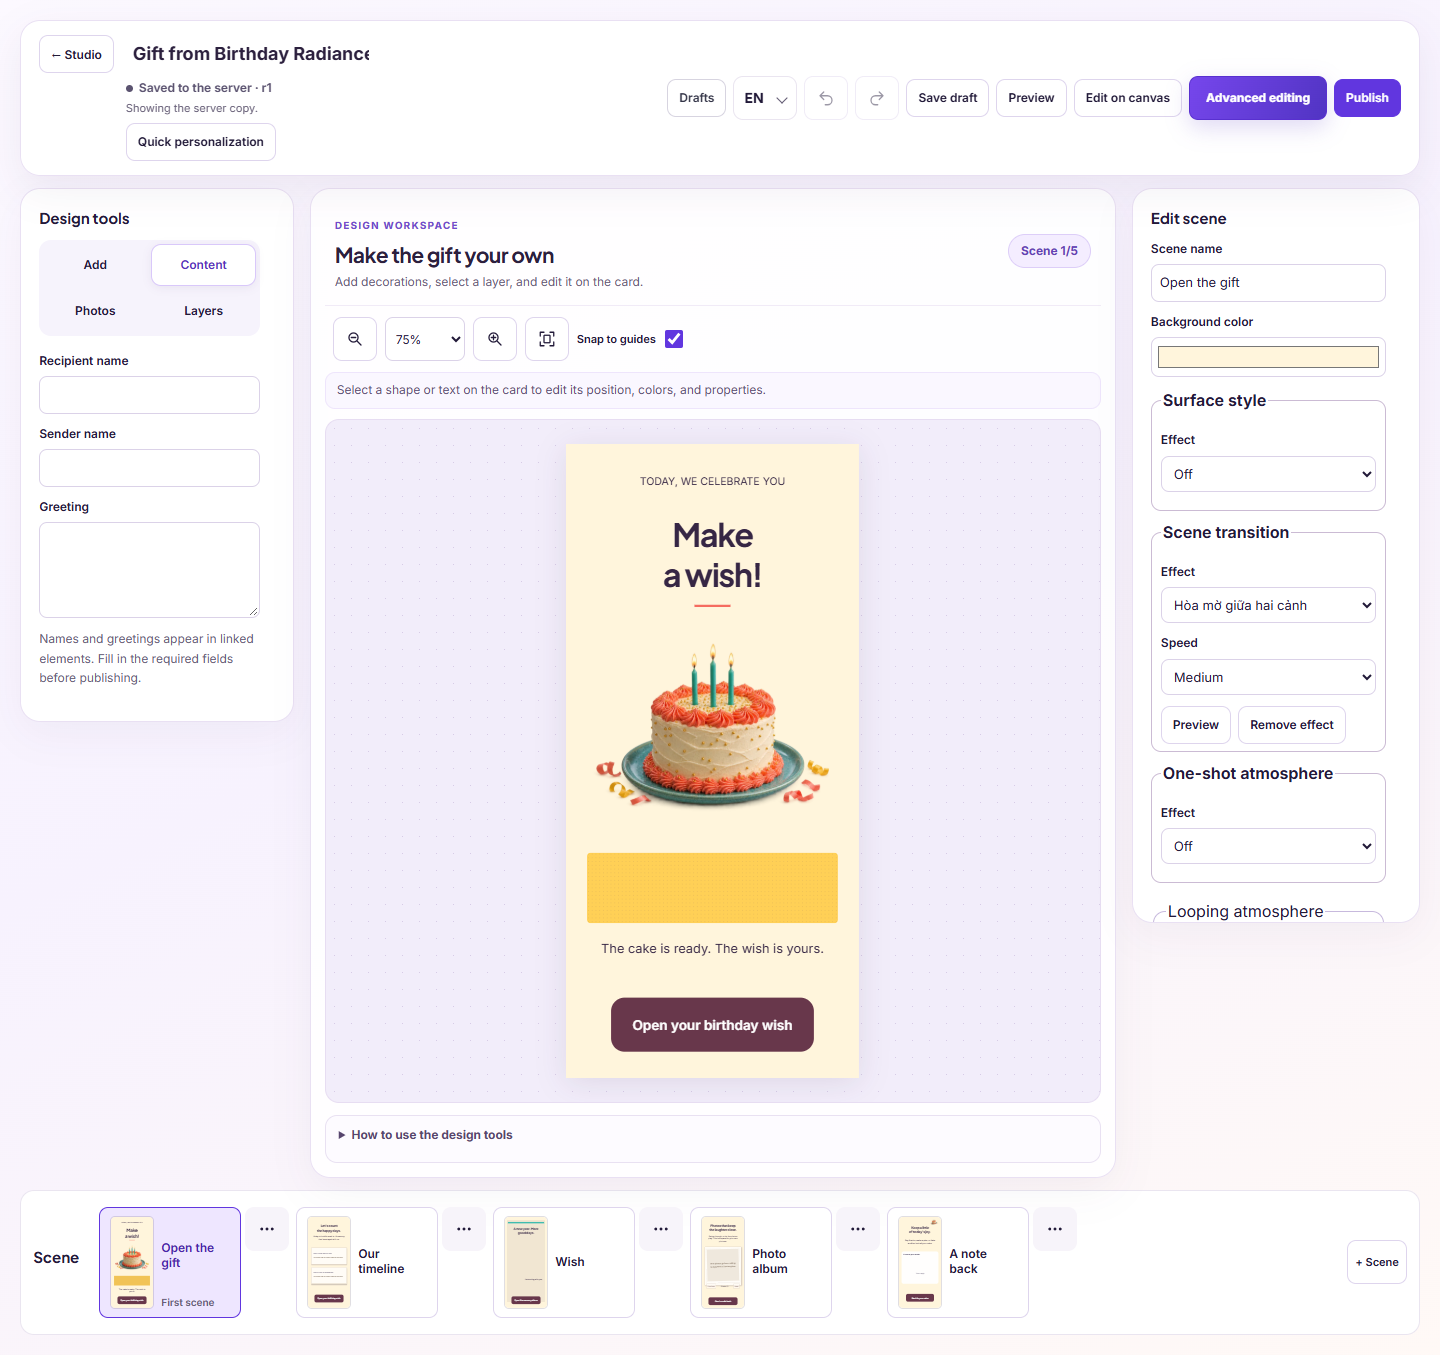 ← Studio
Gift from Birthday Radiance
Saved to the server · r1
Showing the server copy.
Quick personalization
Drafts
EN
Save draft
Preview
Edit on canvas
Advanced editing
Publish
Design tools
Add
Content
Photos
Layers
Recipient name
Sender name
Greeting
Names and greetings appear in linked
elements. Fill in the required fields
before publishing.
DESIGN WORKSPACE
Make the gift your own
Add decorations, select a layer, and edit it on the card.
Scene 1/5
75%
Snap to guides
Select a shape or text on the card to edit its position, colors, and properties.
TODAY, WE CELEBRATE YOU
Make
a wish!
The cake is ready. The wish is yours.
Open your birthday wish
How to use the design tools
Edit scene
Scene name
Open the gift
Background color
Surface style
Effect
Off
Scene transition
Effect
Hòa mờ giữa hai cảnh
Speed
Medium
Preview
Remove effect
One-shot atmosphere
Effect
Off
Looping atmosphere
Scene
Make
a wish!
Open the
gift
First scene
Our
timeline
Wish
Photo
album
A note
back
+ Scene